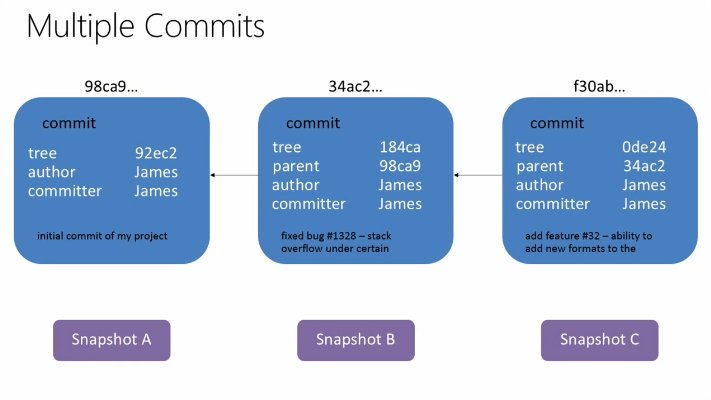 Multiple Commits
98ca9...
commit
tree 92ec2
author James
committer James
initial commit of my project
34ac2...
commit
tree 184ca
parent 98ca9
author James
committer James
fixed bug #1328 – stack
overflow under certain
f30ab...
commit
tree 0de24
parent 34ac2
author James
committer James
add feature #32 – ability to
add new formats to the
Snapshot A
Snapshot B
Snapshot C